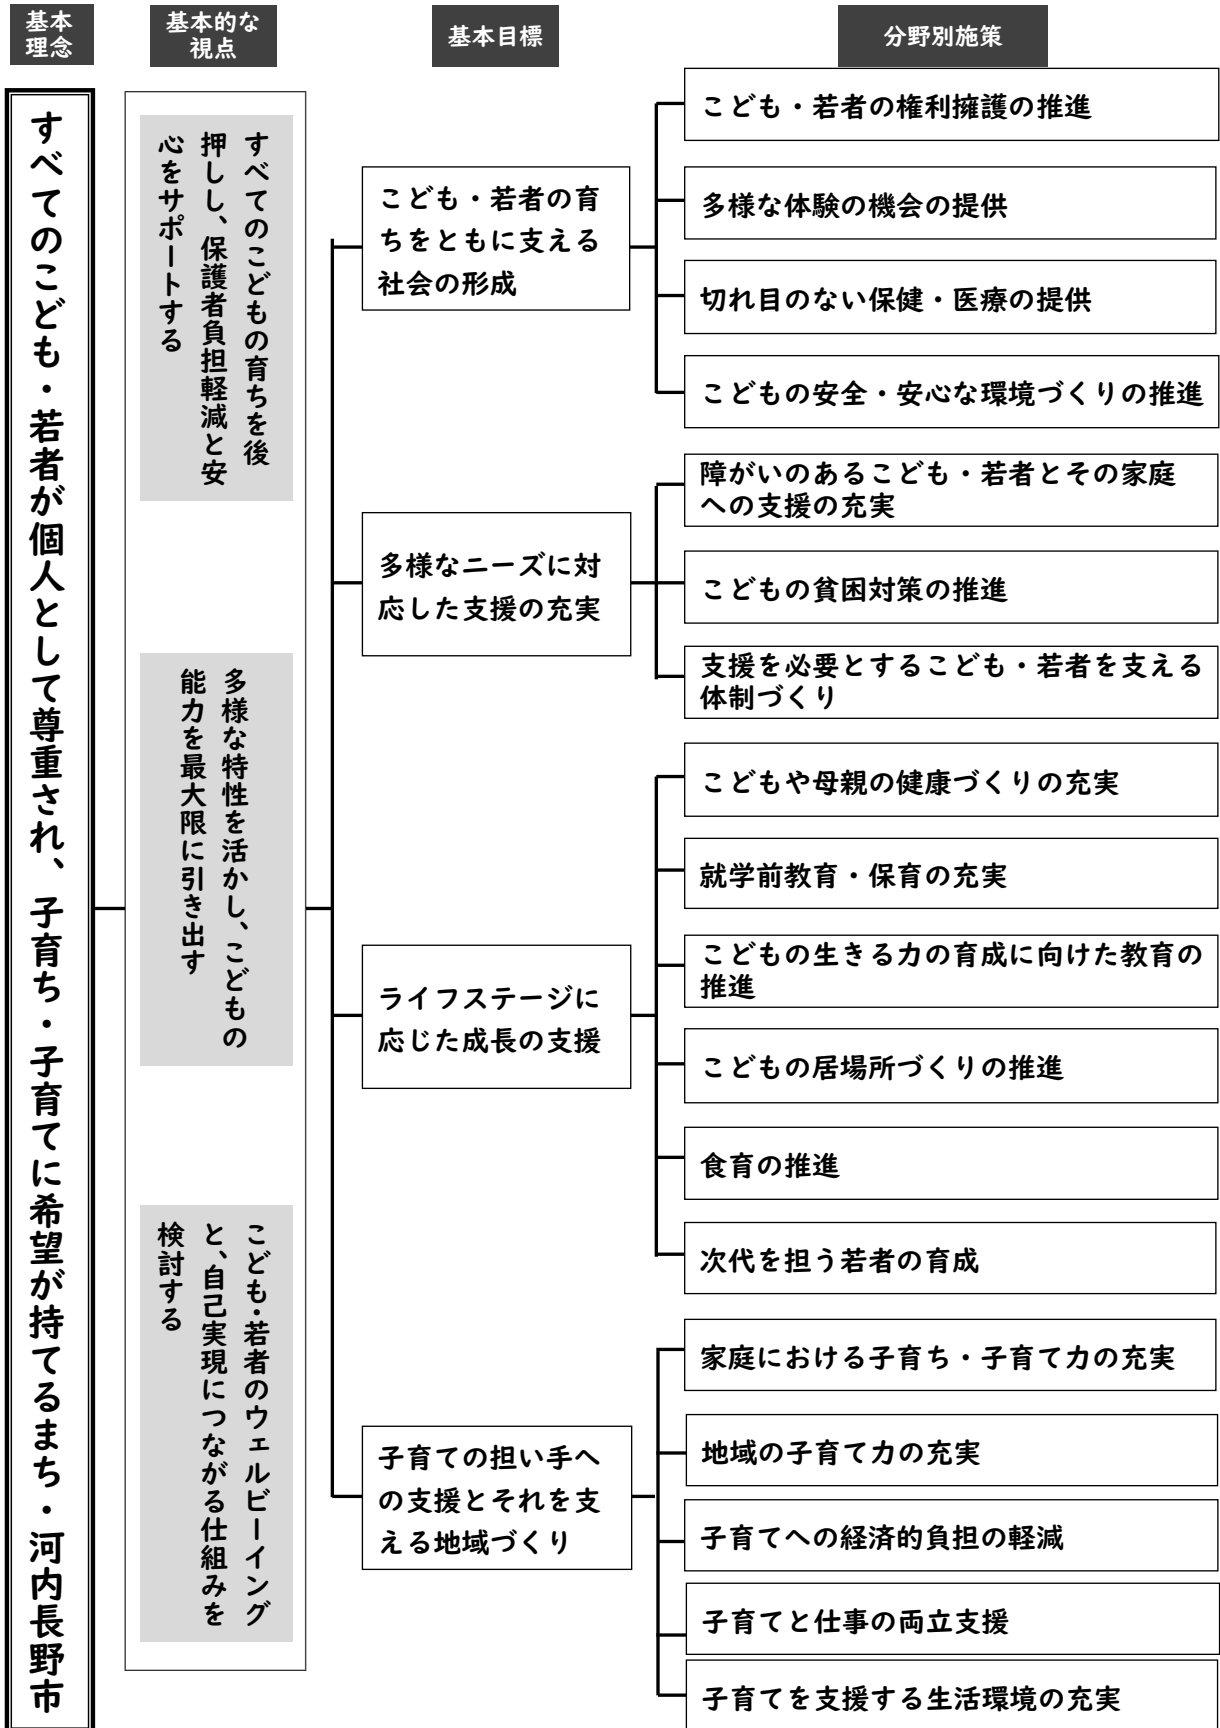 基本
理念
基本的な
視点
基本目標
分野別施策
すべてのこども・若者が個人として尊重され、子育ち・子育てに希望が持てるまち・河内長野市
すべてのこどもの育ちを後
押しし、保護者負担軽減と安
心をサポートする
多様な特性を活かし、こどもの
能力を最大限に引き出す
こども・若者のウェルビーイング
と、自己実現につながる仕組みを
検討する
こども・若者の育
ちをともに支える
社会の形成
こども・若者の権利擁護の推進
多様な体験の機会の提供
切れ目のない保健・医療の提供
こどもの安全・安心な環境づくりの推進
多様なニーズに対
応した支援の充実
障がいのあるこども・若者とその家庭
への支援の充実
こどもの貧困対策の推進
支援を必要とするこども・若者を支える
体制づくり
ライフステージに
応じた成長の支援
こどもや母親の健康づくりの充実
就学前教育・保育の充実
こどもの生きる力の育成に向けた教育の
推進
こどもの居場所づくりの推進
食育の推進
次代を担う若者の育成
子育ての担い手へ
の支援とそれを支
える地域づくり
家庭における子育ち・子育て力の充実
地域の子育て力の充実
子育てへの経済的負担の軽減
子育てと仕事の両立支援
子育てを支援する生活環境の充実